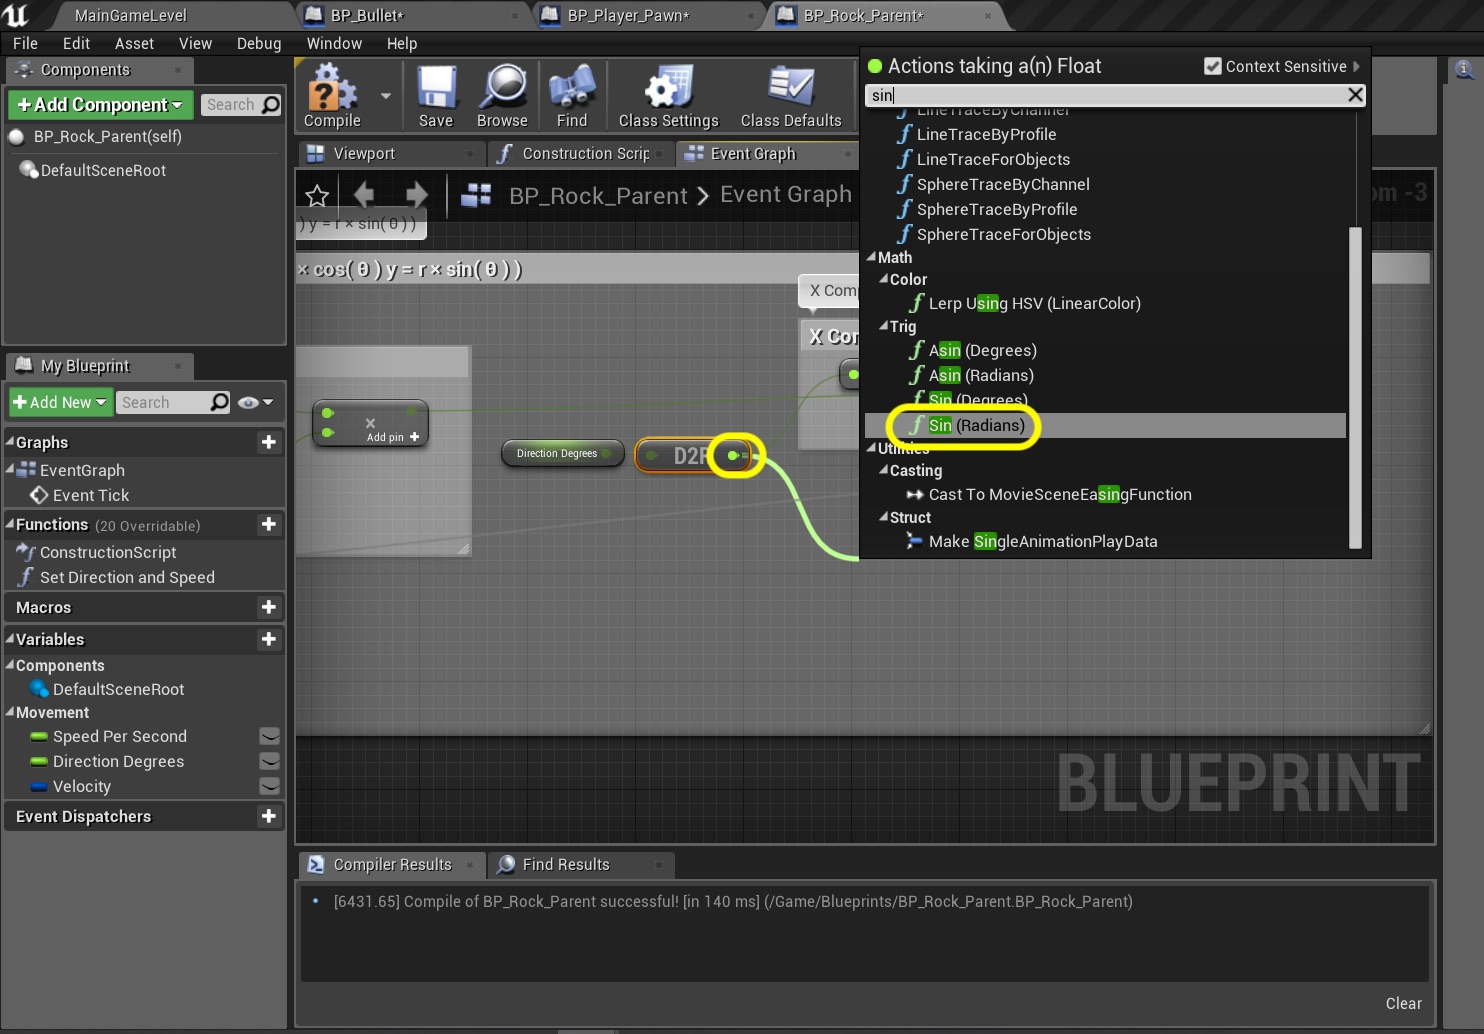 MainGameLevel
BP_Bullet*
BP_Player_Pawn*
BP_Rock_Parent*
File Edit Asset View Debug Window Help
Components
+Add Component
Search
BP_Rock_Parent(self)
DefaultSceneRoot
Compile
Save
Browse
Find
Class Settings
Class Defaults
Viewport
Construction Scrip
Event Graph
BP_Rock_Parent > Event Graph
om -3
) y = r × sin( θ ) )
× cos( θ ) y = r × sin( θ ) )
X Com
X Con
×
Add pin +
Direction Degrees
D2R
Actions taking a(n) Float
Context Sensitive
sin
LineTraceByChannel
LineTraceByProfile
LineTraceForObjects
SphereTraceByChannel
SphereTraceByProfile
SphereTraceForObjects
Math
Color
Lerp Using HSV (LinearColor)
Trig
Asin (Degrees)
Asin (Radians)
Sin (Degrees)
Sin (Radians)
Utilities
Casting
Cast To MovieSceneEasingFunction
Struct
Make SingleAnimationPlayData
BLUEPRINT
My Blueprint
+Add New
Search
Graphs
EventGraph
Event Tick
Functions (20 Overridable)
ConstructionScript
Set Direction and Speed
Macros
Variables
Components
DefaultSceneRoot
Movement
Speed Per Second
Direction Degrees
Velocity
Event Dispatchers
Compiler Results
Find Results
[6431.65] Compile of BP_Rock_Parent successful! [in 140 ms] (/Game/Blueprints/BP_Rock_Parent.BP_Rock_Parent)
Clear